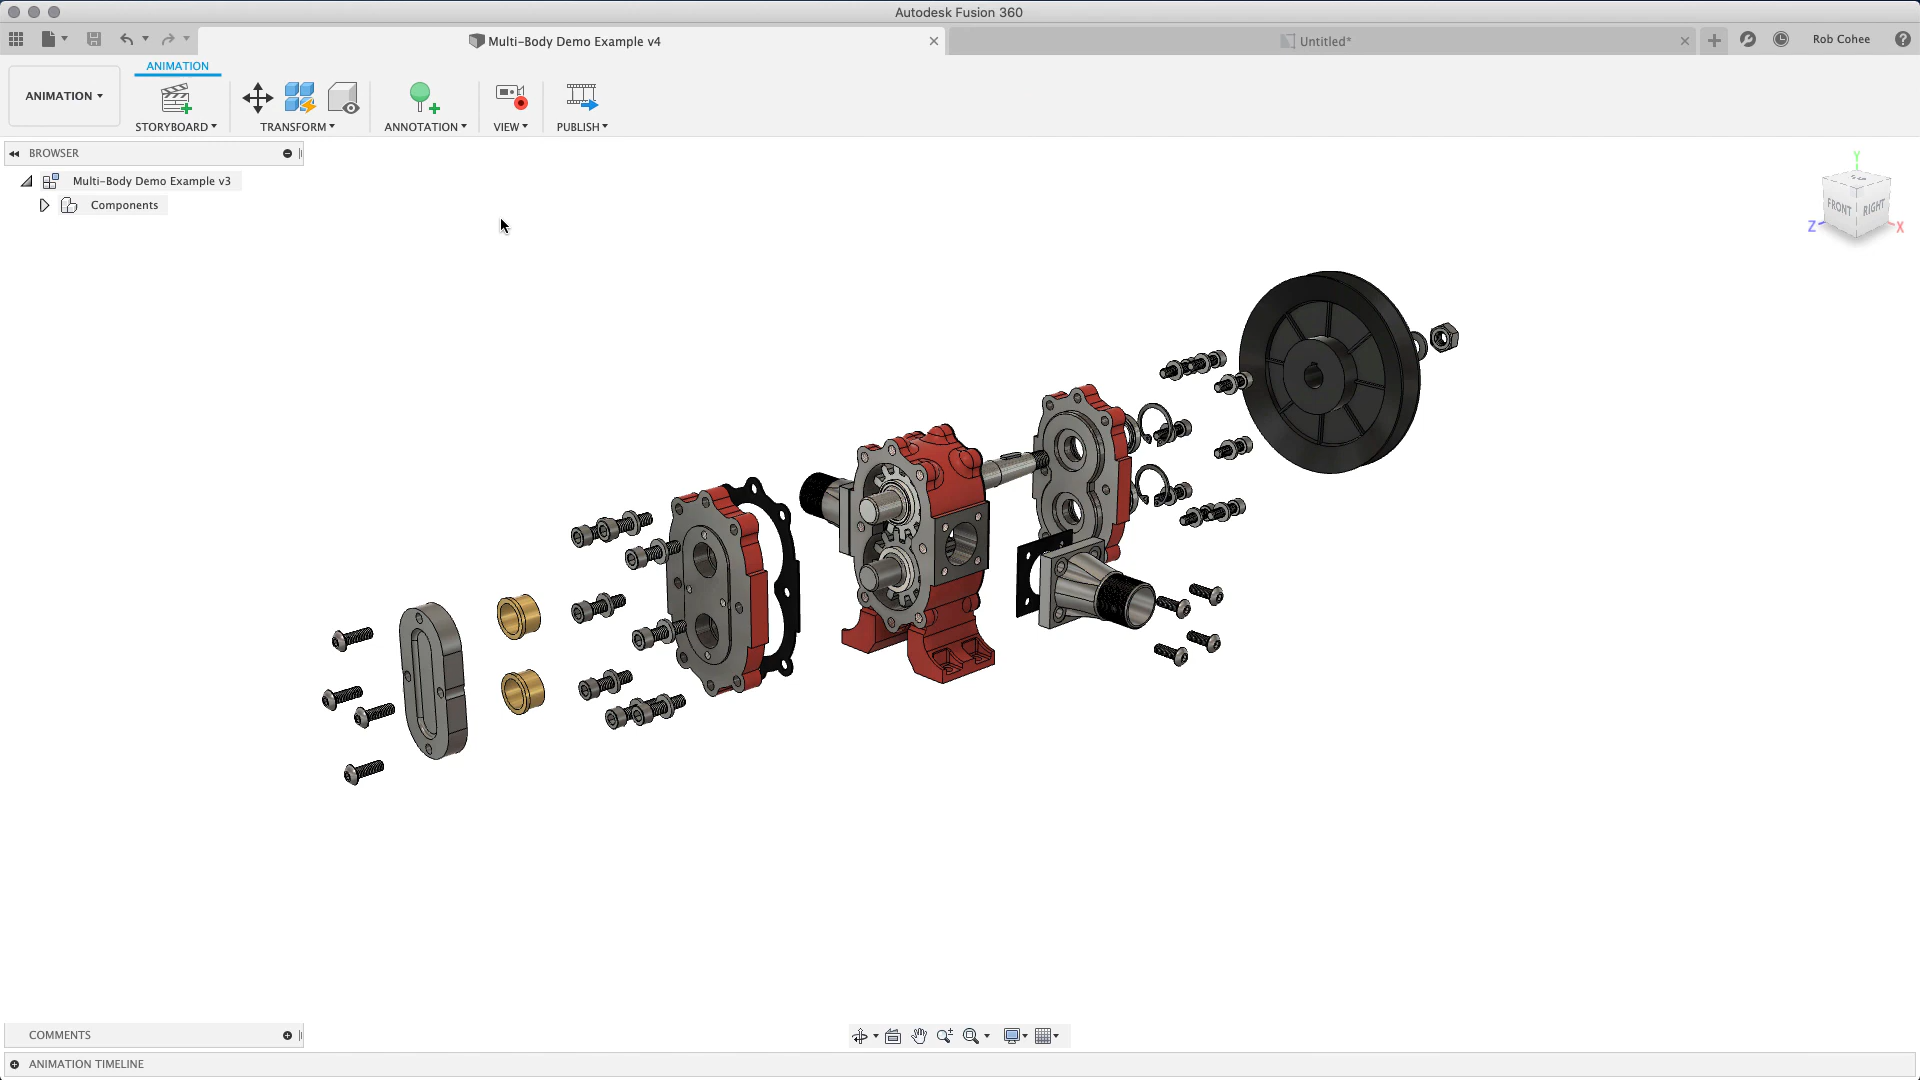 Autodesk Fusion 360
Multi-Body Demo Example v4
Untitled*
Rob Cohee
ANIMATION
ANIMATION
STORYBOARD
TRANSFORM
ANNOTATION
VIEW
PUBLISH
BROWSER
Multi-Body Demo Example v3
Components
Y
FRONT
RIGHT
Z
X
COMMENTS
ANIMATION TIMELINE